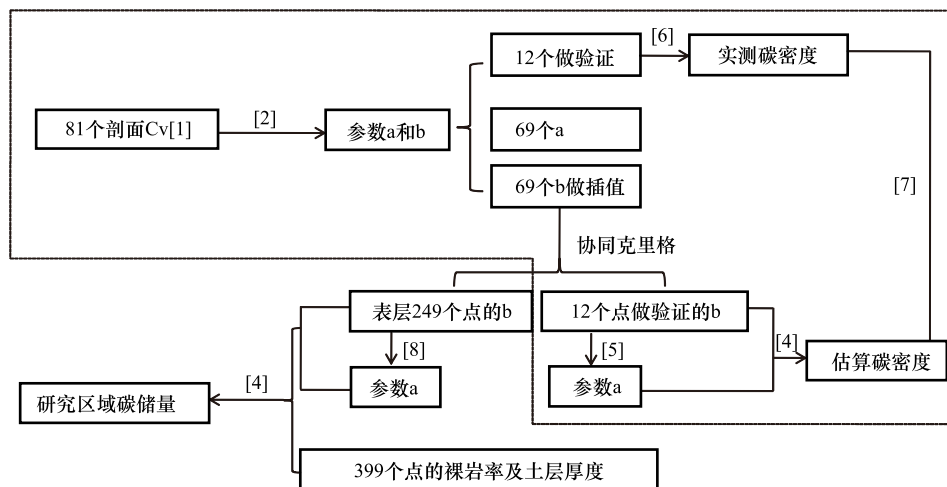 12个做验证
[6]
实测碳密度
81个剖面Cv[1]
[2]
参数a和b
69个a
69个b做插值
[7]
协同克里格
表层249个点的b
12个点做验证的b
[8]
[5]
[4]
估算碳密度
参数a
参数a
[4]
研究区域碳储量
399个点的裸岩率及土层厚度